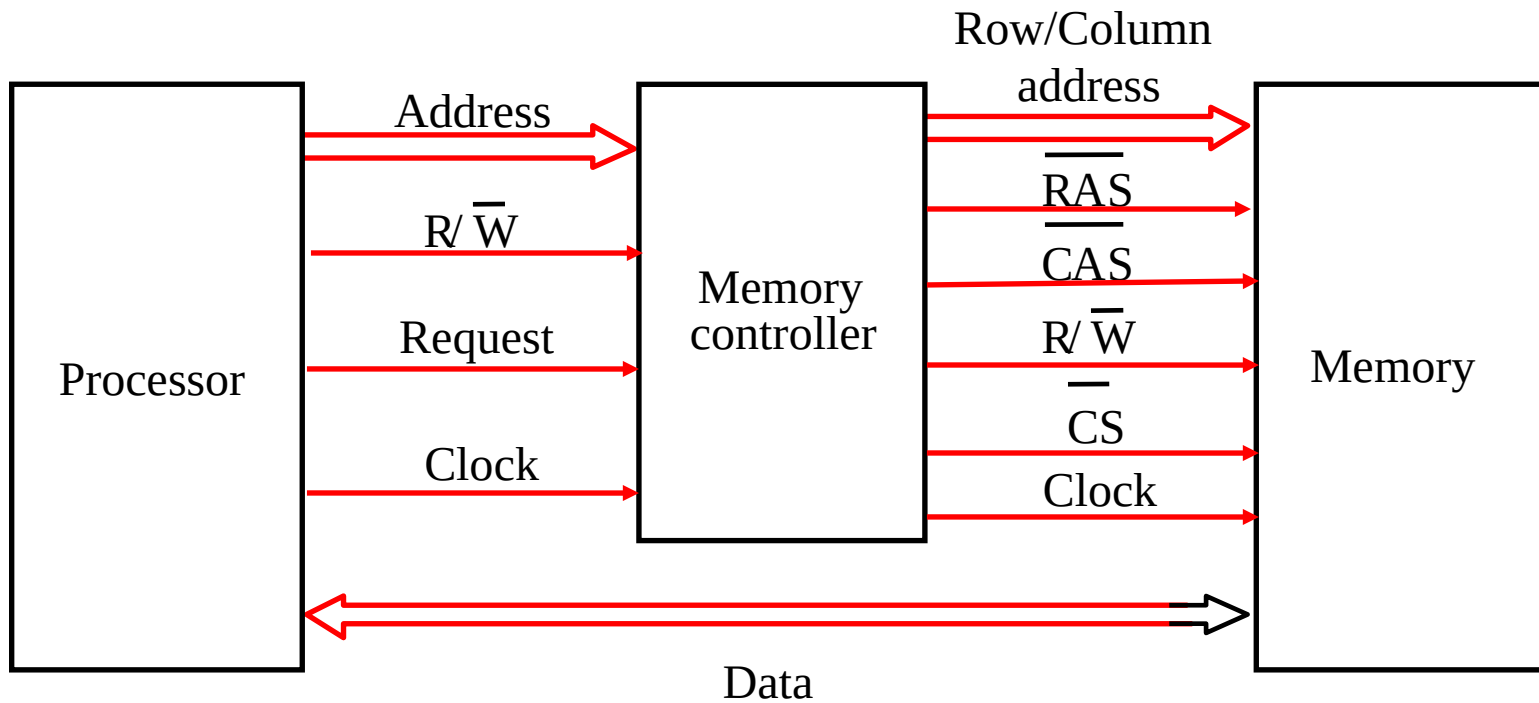 Row/Column
address
Address
RAS
R/ W
CAS
Memory
controller
Request
R/ W
Processor
Memory
CS
Clock
Clock
Data